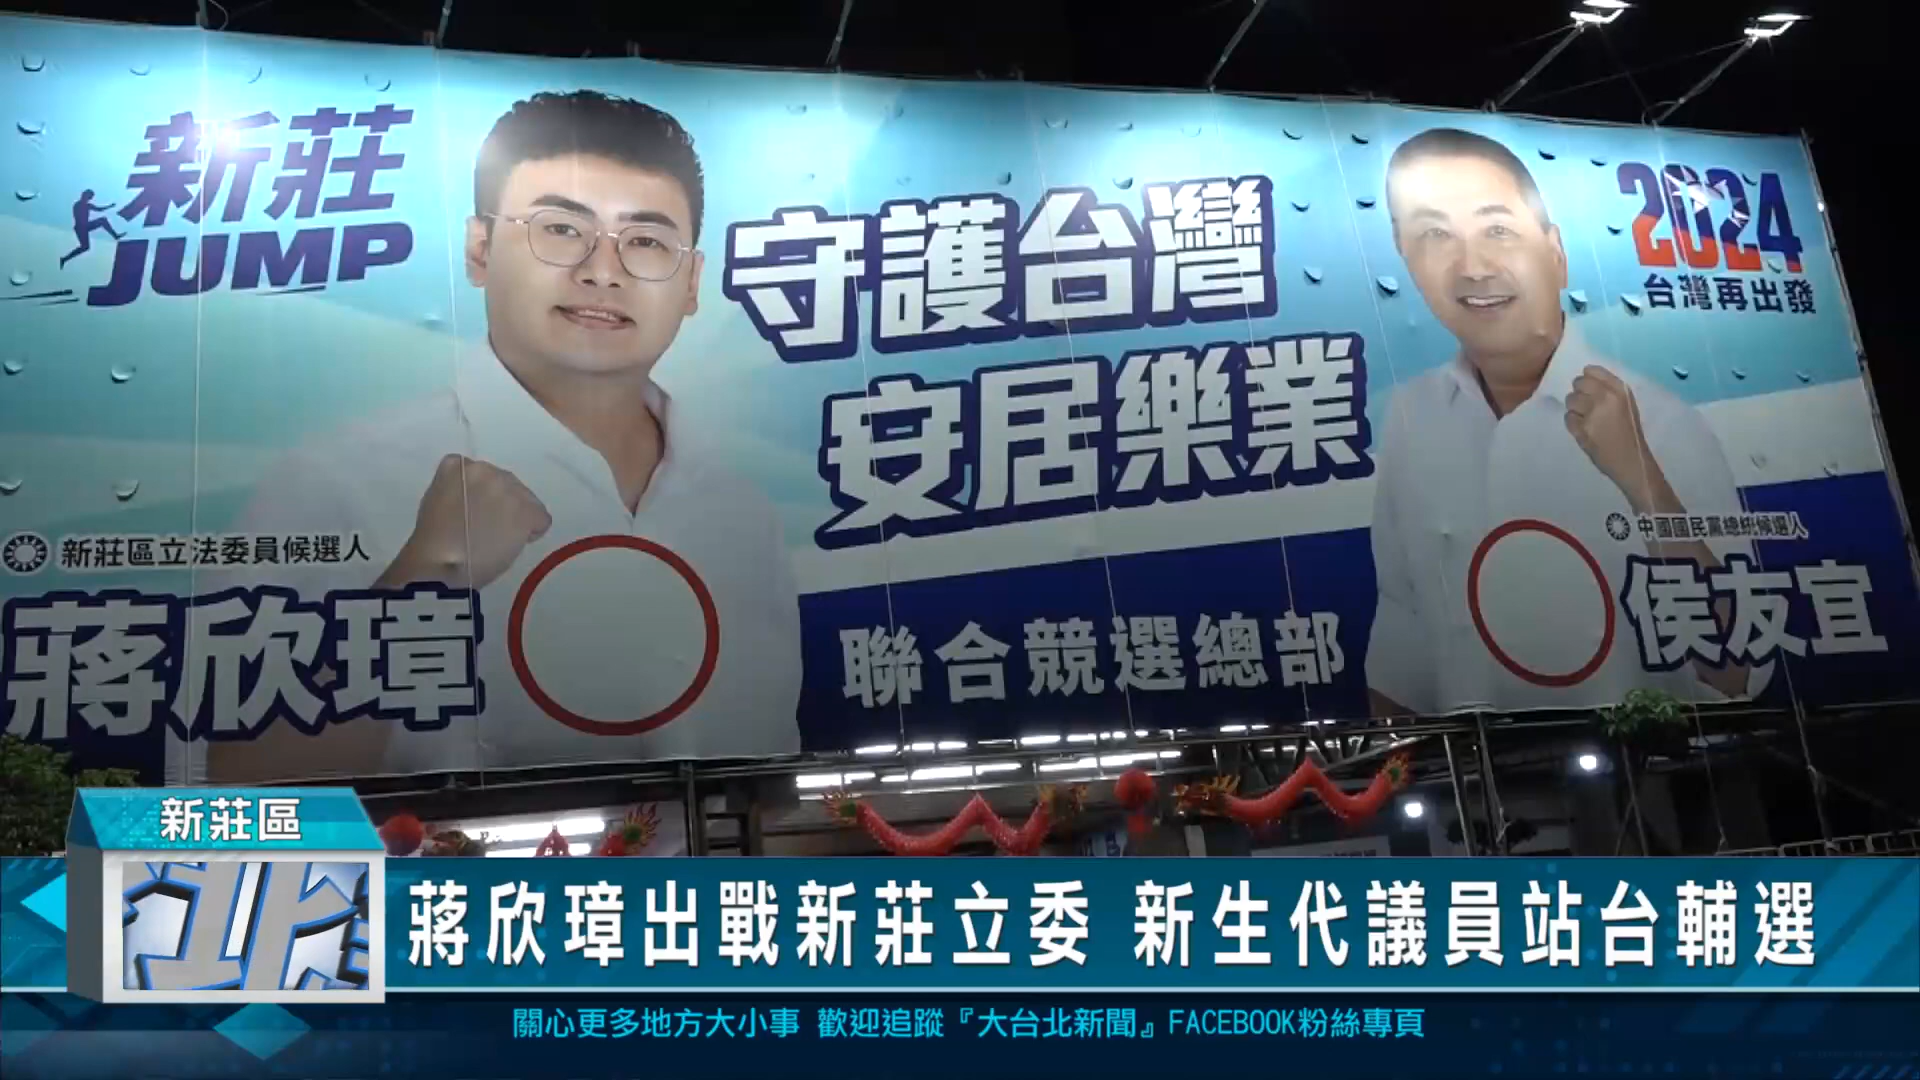 新莊
JUMP
守護台灣
安居樂業
2024
台灣再出發
新莊區立法委員候選人
蔣欣璋
聯合競選總部
中國國民黨總統候選人
侯友宜
新莊區
北
蔣欣璋出戰新莊立委 新生代議員站台輔選
關心更多地方大小事 歡迎追蹤『大台北新聞』FACEBOOK粉絲專頁